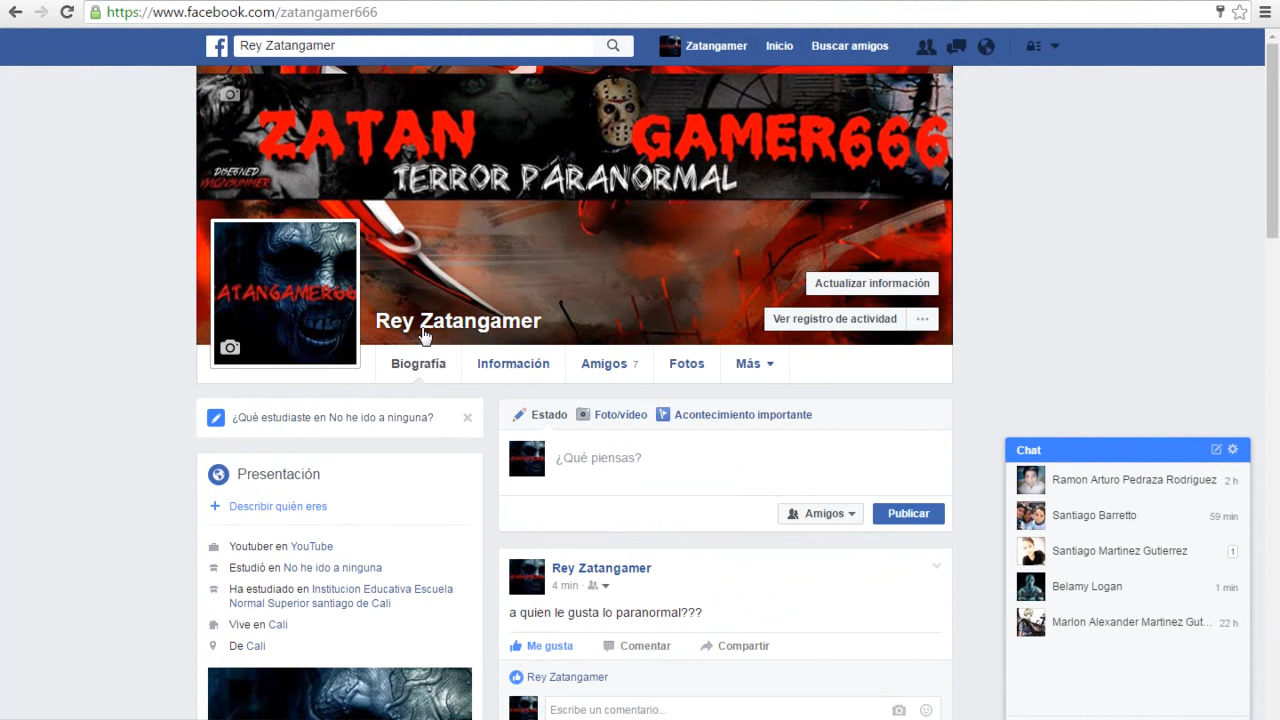 https://www.facebook.com/zatangamer666
Rey Zatangamer
Zatangamer
Inicio
Buscar amigos
ZATAN GAMER666
TERROR PARANORMAL
ATANGAMER66
Rey Zatangamer
Actualizar información
Ver registro de actividad
Biografía
Información
Amigos 7
Fotos
Más
¿Qué estudiaste en No he ido a ninguna?
Presentación
Describir quién eres
Youtuber en YouTube
Estudió en No he ido a ninguna
Ha estudiado en Institucion Educativa Escuela
Normal Superior santiago de Cali
Vive en Cali
De Cali
Estado
Foto/vídeo
Acontecimiento importante
¿Qué piensas?
Amigos
Publicar
Rey Zatangamer
4 min
a quien le gusta lo paranormal???
Me gusta
Comentar
Compartir
Rey Zatangamer
Escribe un comentario...
Chat
Ramon Arturo Pedraza Rodriguez 2 h
Santiago Barretto 59 min
Santiago Martinez Gutierrez 1
Belamy Logan 1 min
Marlon Alexander Martinez Gut... 22 h